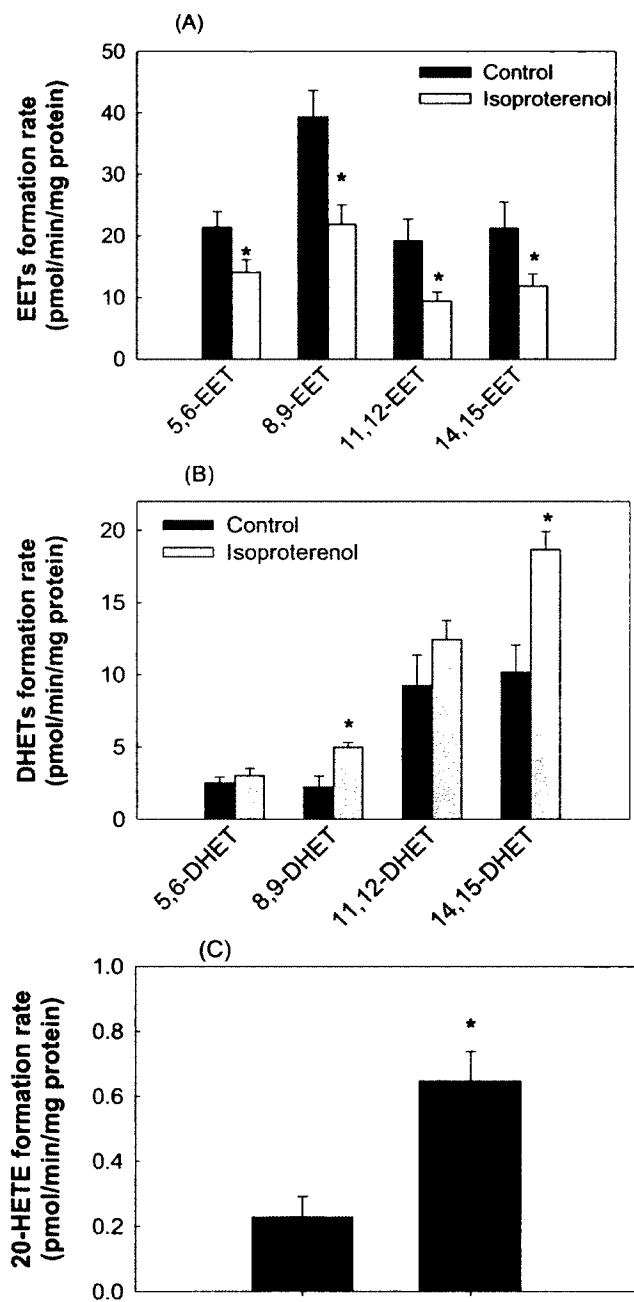 (A)
EETs formation rate
(pmol/min/mg protein)
50
40
30
20
10
0
Control
Isoproterenol
*
*
*
*
5,6-EET
8,9-EET
11,12-EET
14,15-EET
(B)
DHETs formation rate
(pmol/min/mg protein)
20
15
10
5
0
Control
Isoproterenol
*
*
5,6-DHET
8,9-DHET
11,12-DHET
14,15-DHET
(C)
20-HETE formation rate
(pmol/min/mg protein)
1.0
0.8
0.6
0.4
0.2
0.0
*